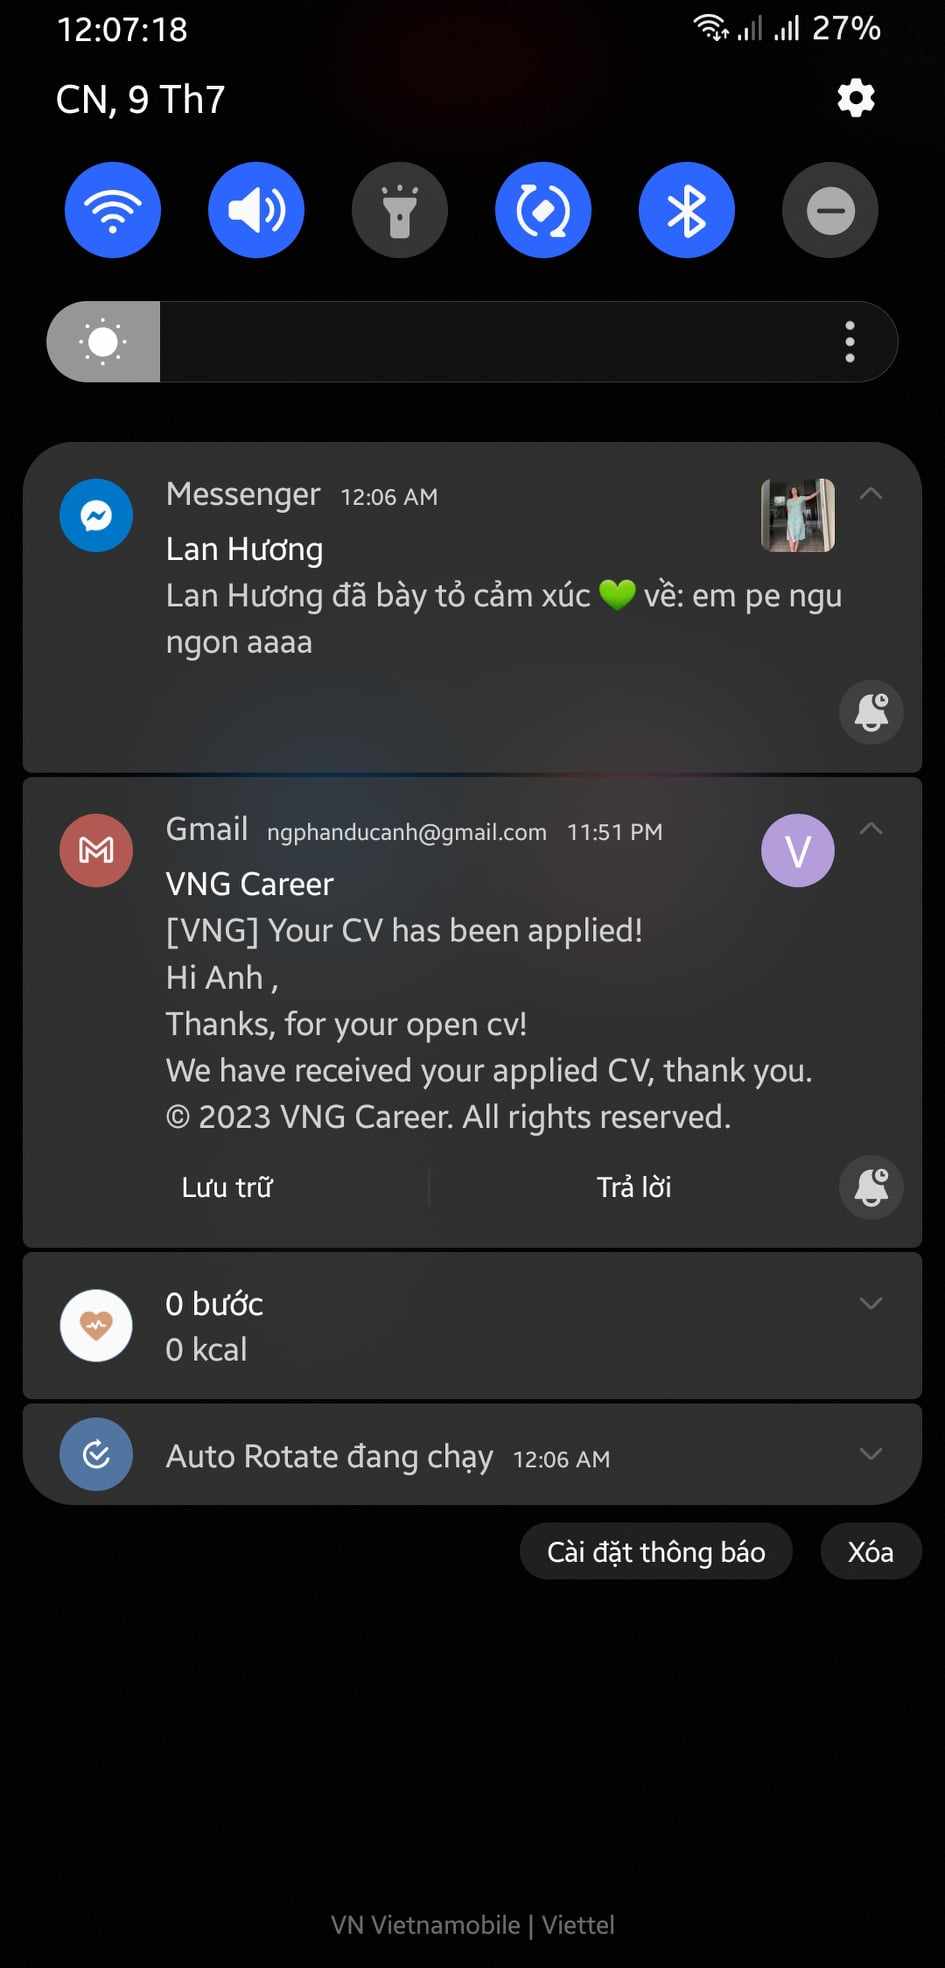 12:07:18 27%
CN, 9 Th7
Messenger 12:06 AM
Lan Hương
Lan Hương đã bày tỏ cảm xúc 💚 về: em pe ngu
ngon aaaa
Gmail ngphanducanh@gmail.com 11:51 PM
V
VNG Career
[VNG] Your CV has been applied!
Hi Anh ,
Thanks, for your open cv!
We have received your applied CV, thank you.
© 2023 VNG Career. All rights reserved.
Lưu trữ Trả lời
0 bước
0 kcal
Auto Rotate đang chạy 12:06 AM
Cài đặt thông báo Xóa
VN Vietnamobile | Viettel